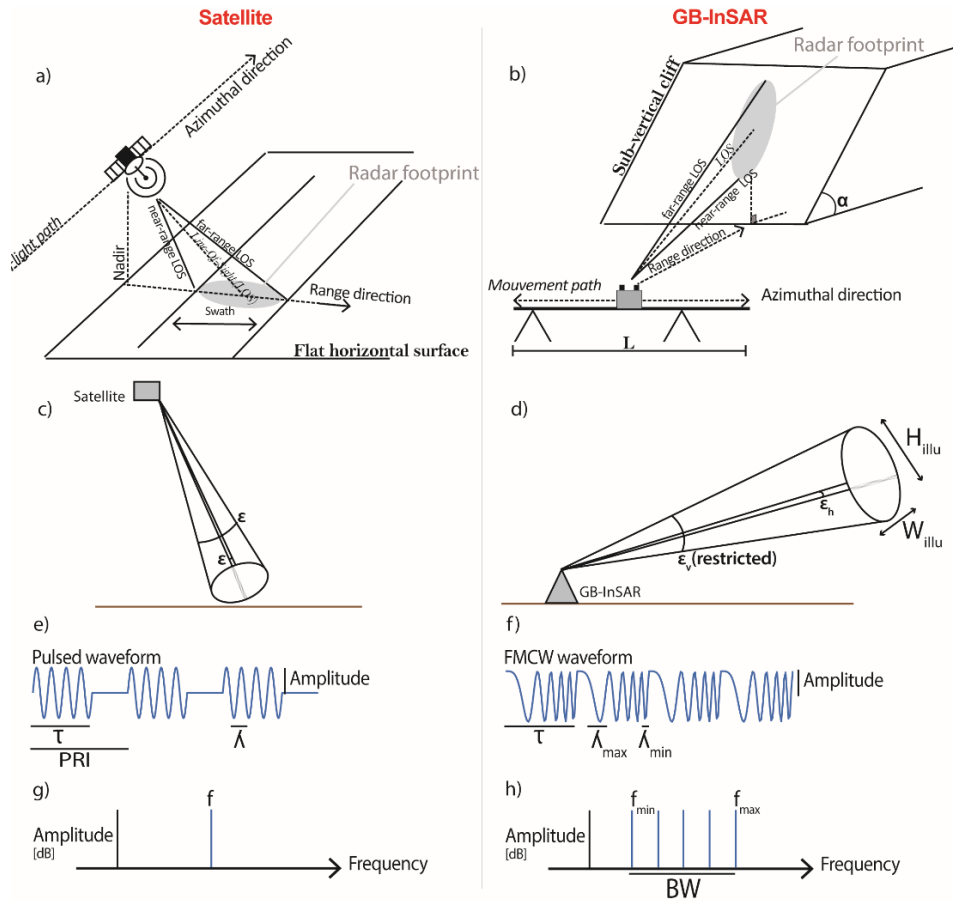 Satellite
GB-InSAR
a)
Azimuthal direction
Radar footprint
-light path
Nadir
near-range LOS
far-range LOS
Line-Of-Sight (LOS)
Range direction
Swath
Flat horizontal surface
b)
Radar footprint
Sub-vertical cliff
far-range LOS
LOS
near-range LOS
α
Range direction
Mouvement path
Azimuthal direction
L
c)
Satellite
ε
ε
d)
H illu
ε h
W illu
ε v (restricted)
GB-InSAR
e)
Pulsed waveform
Amplitude
τ
λ
PRI
f)
FMCW waveform
Amplitude
τ
λ max
λ min
g)
f
Amplitude
[dB]
Frequency
h)
f min
f max
Amplitude
[dB]
Frequency
BW